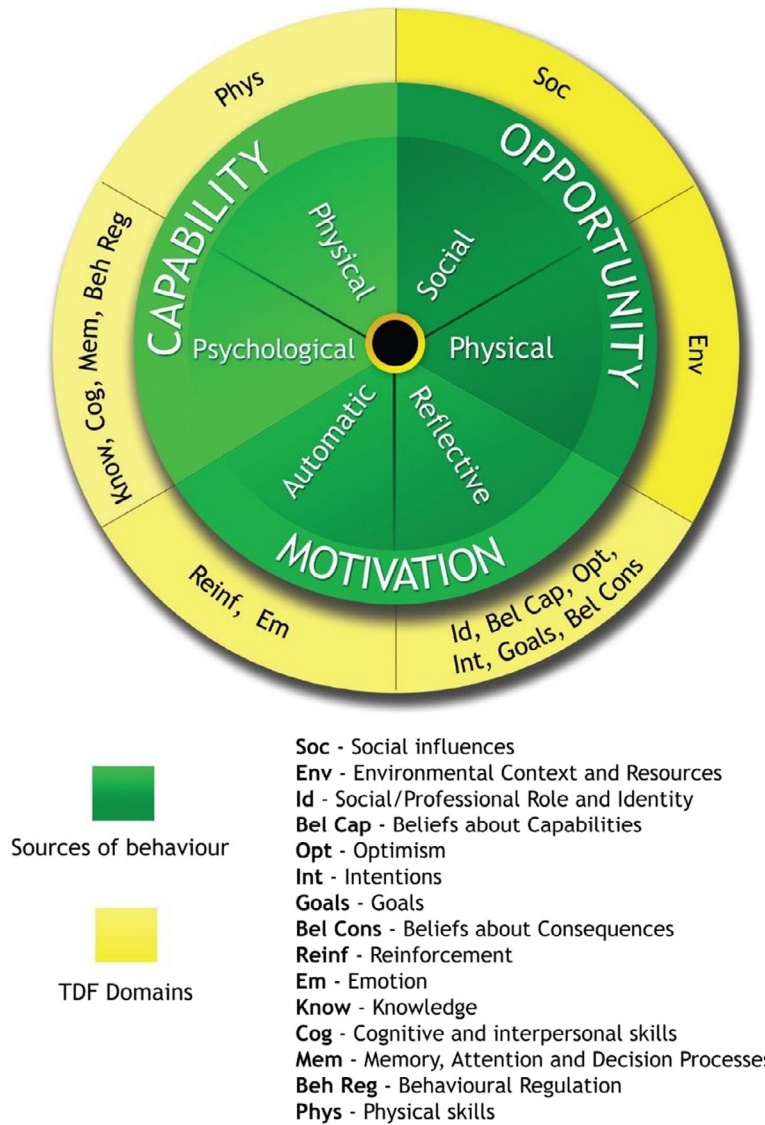 Phys
Soc
Know, Cog, Mem, Beh Reg
Env
Reinf, Em
Id, Bel Cap, Opt,
Int, Goals, Bel Cons
CAPABILITY
OPPORTUNITY
MOTIVATION
Physical
Social
Psychological
Physical
Automatic
Reflective
Sources of behaviour
TDF Domains
Soc - Social influences
Env - Environmental Context and Resources
Id - Social/Professional Role and Identity
Bel Cap - Beliefs about Capabilities
Opt - Optimism
Int - Intentions
Goals - Goals
Bel Cons - Beliefs about Consequences
Reinf - Reinforcement
Em - Emotion
Know - Knowledge
Cog - Cognitive and interpersonal skills
Mem - Memory, Attention and Decision Processes
Beh Reg - Behavioural Regulation
Phys - Physical skills